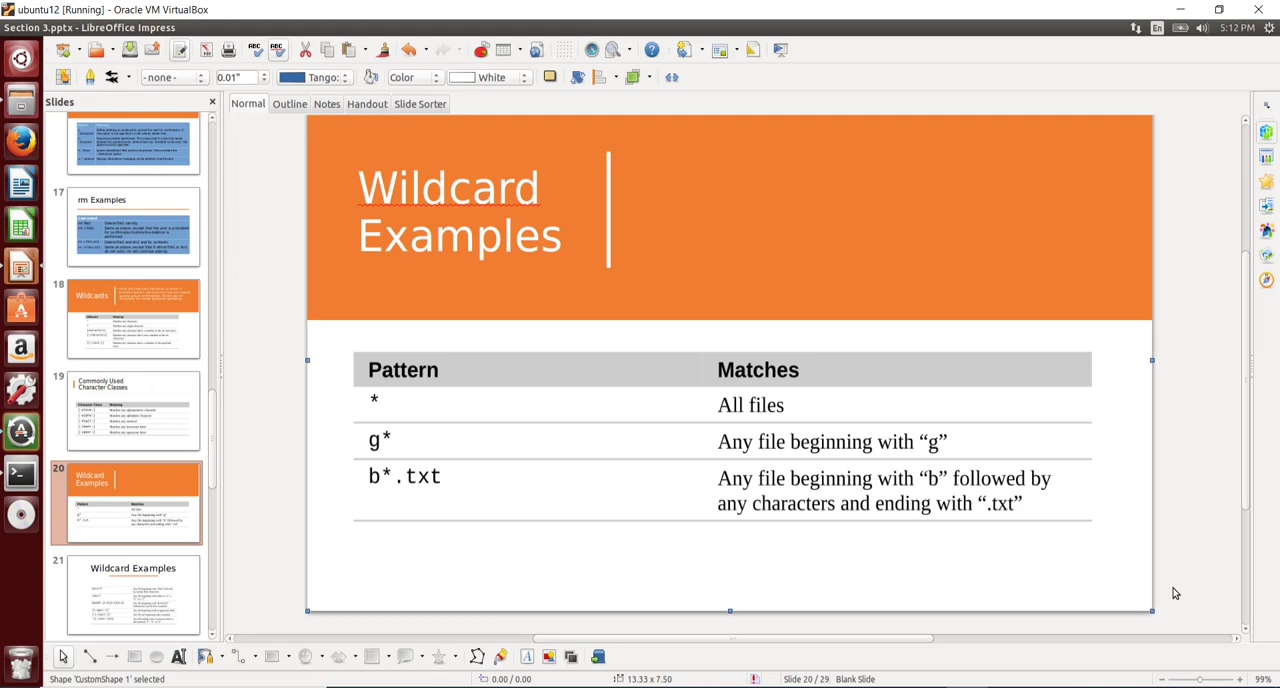 ubuntu12 [Running] - Oracle VM VirtualBox
Section 3.pptx - LibreOffice Impress
En
5:12 PM
- none -
0.01"
Tango:
Color
White
Slides
Normal
Outline
Notes
Handout
Slide Sorter
17
rm Examples
18
Wildcards
19
Commonly Used
Character Classes
20
Wildcard
Examples
21
Wildcard Examples
Wildcard
Examples
Pattern Matches
* All files
g* Any file beginning with “g”
b*.txt Any file beginning with “b” followed by
any characters and ending with “.txt”
Shape 'CustomShape 1' selected
0.00 / 0.00
13.33 x 7.50
Slide 20 / 29
Blank Slide
99%